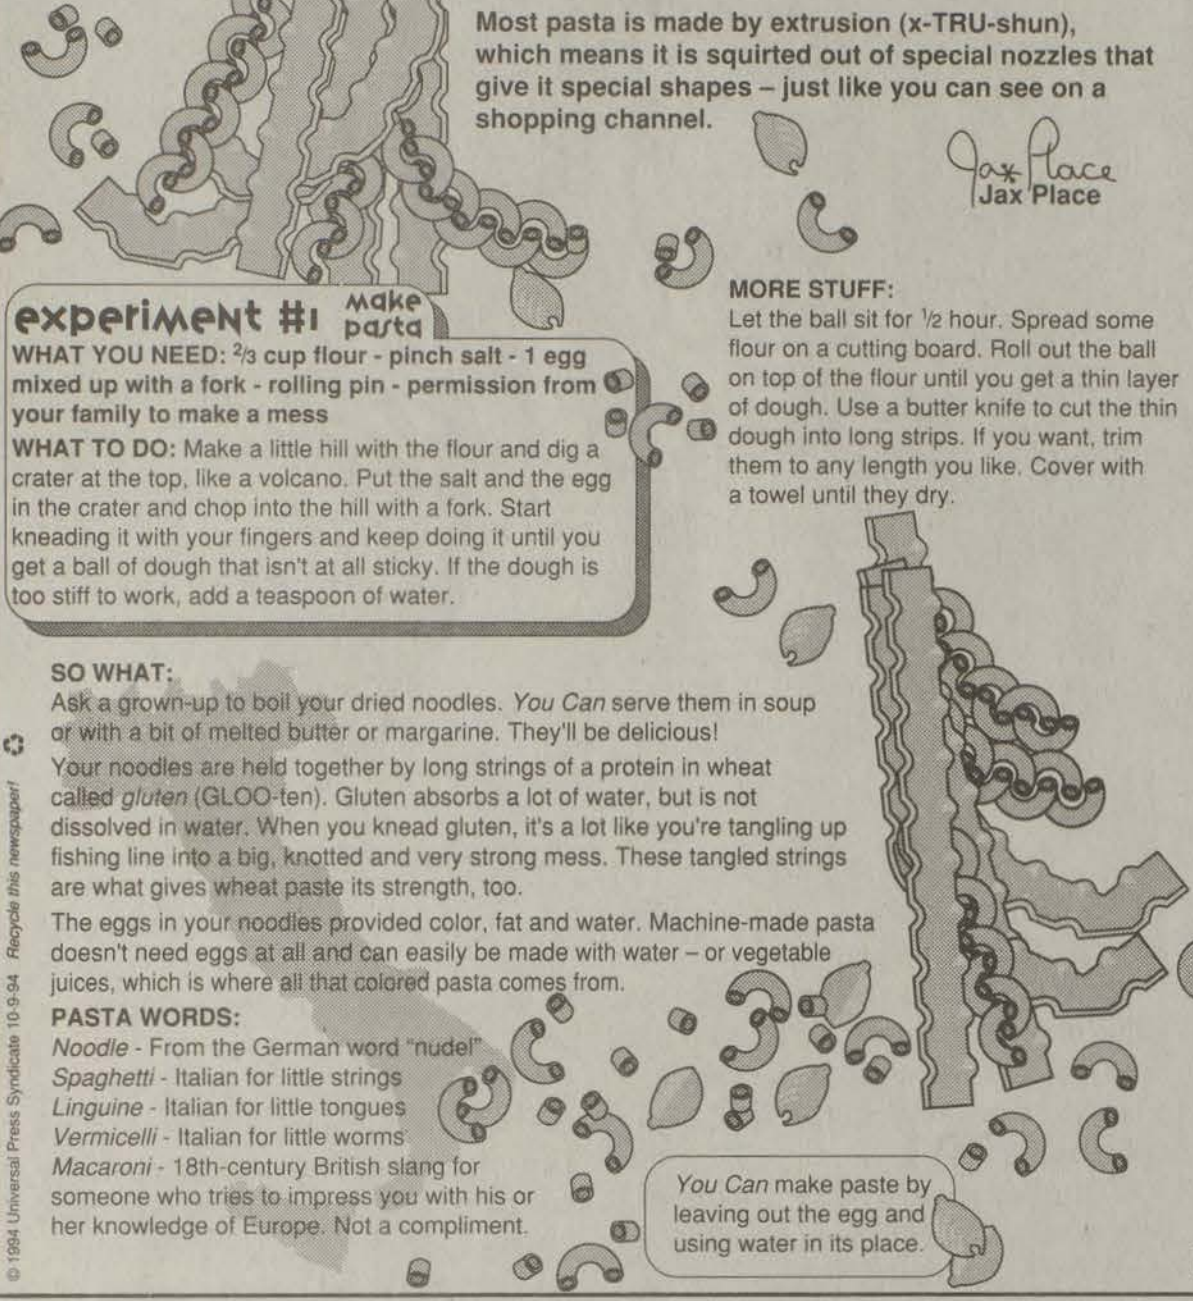 Most pasta is made by extrusion (x-TRU-shun),
which means it is squirted out of special nozzles that
give it special shapes – just like you can see on a
shopping channel.
Jax Place
Jax Place
experiment #1 make pasta
WHAT YOU NEED: 2/3 cup flour - pinch salt - 1 egg
mixed up with a fork - rolling pin - permission from
your family to make a mess
WHAT TO DO: Make a little hill with the flour and dig a
crater at the top, like a volcano. Put the salt and the egg
in the crater and chop into the hill with a fork. Start
kneading it with your fingers and keep doing it until you
get a ball of dough that isn't at all sticky. If the dough is
too stiff to work, add a teaspoon of water.
MORE STUFF:
Let the ball sit for 1/2 hour. Spread some
flour on a cutting board. Roll out the ball
on top of the flour until you get a thin layer
of dough. Use a butter knife to cut the thin
dough into long strips. If you want, trim
them to any length you like. Cover with
a towel until they dry.
SO WHAT:
Ask a grown-up to boil your dried noodles. You Can serve them in soup
or with a bit of melted butter or margarine. They'll be delicious!
Your noodles are held together by long strings of a protein in wheat
called gluten (GLOO-ten). Gluten absorbs a lot of water, but is not
dissolved in water. When you knead gluten, it's a lot like you're tangling up
fishing line into a big, knotted and very strong mess. These tangled strings
are what gives wheat paste its strength, too.
The eggs in your noodles provided color, fat and water. Machine-made pasta
doesn't need eggs at all and can easily be made with water – or vegetable
juices, which is where all that colored pasta comes from.
PASTA WORDS:
Noodle - From the German word "nudel"
Spaghetti - Italian for little strings
Linguine - Italian for little tongues
Vermicelli - Italian for little worms
Macaroni - 18th-century British slang for
someone who tries to impress you with his or
her knowledge of Europe. Not a compliment.
You Can make paste by
leaving out the egg and
using water in its place.
© 1994 Universal Press Syndicate 10-9-94 Recycle this newspaper!